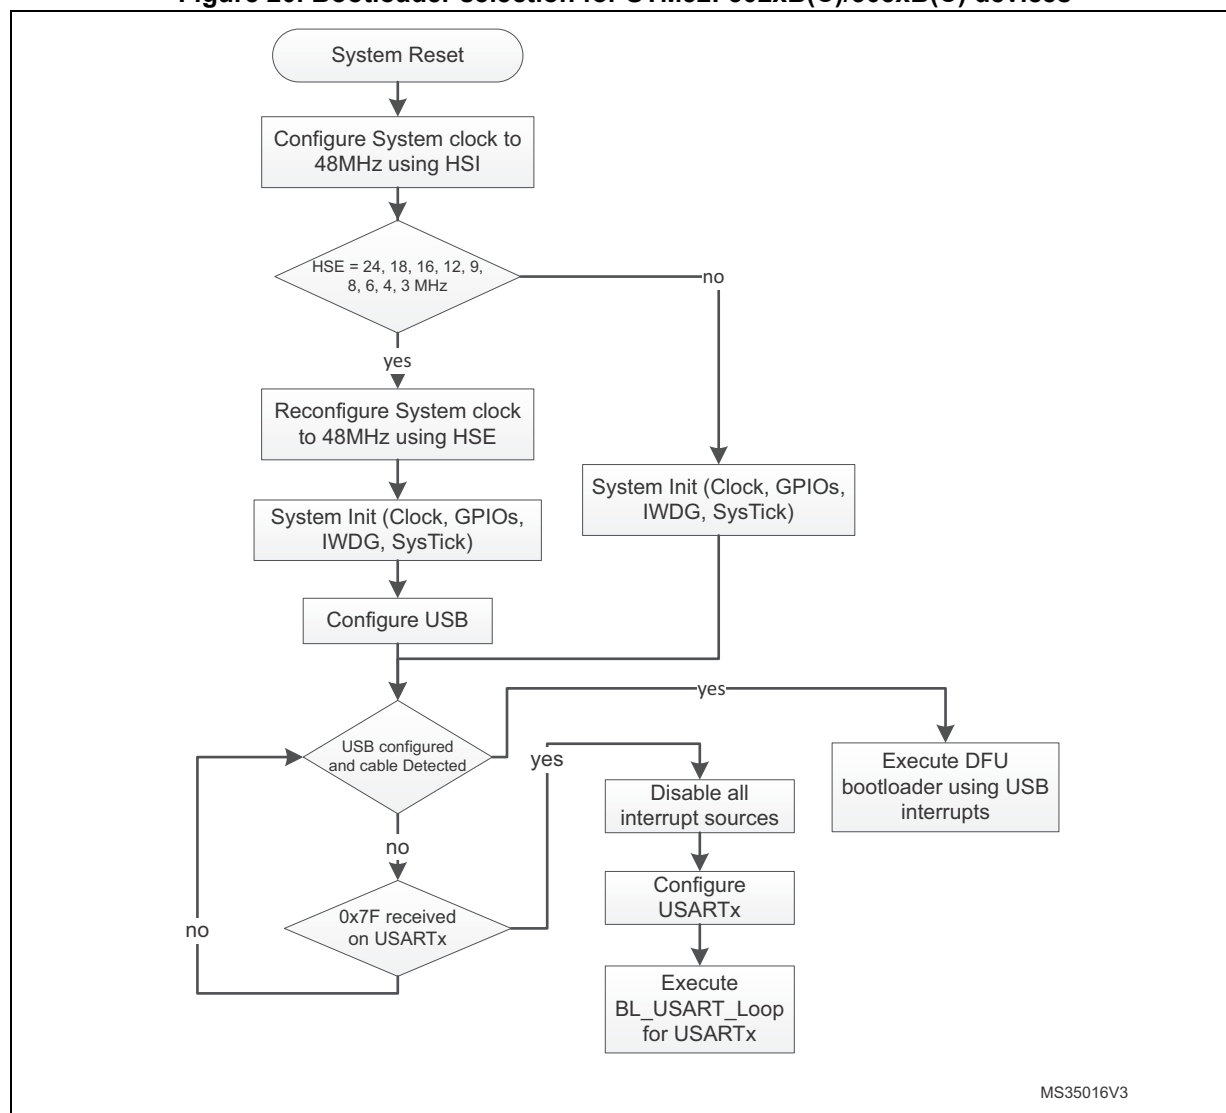 System Reset
Configure System clock to
48MHz using HSI
HSE = 24, 18, 16, 12, 9,
8, 6, 4, 3 MHz
no
yes
Reconfigure System clock
to 48MHz using HSE
System Init (Clock, GPIOs,
IWDG, SysTick)
System Init (Clock, GPIOs,
IWDG, SysTick)
Configure USB
yes
USB configured
and cable Detected
yes
Execute DFU
bootloader using USB
interrupts
Disable all
interrupt sources
no
Configure
USARTx
0x7F received
on USARTx
no
Execute
BL_USART_Loop
for USARTx
MS35016V3